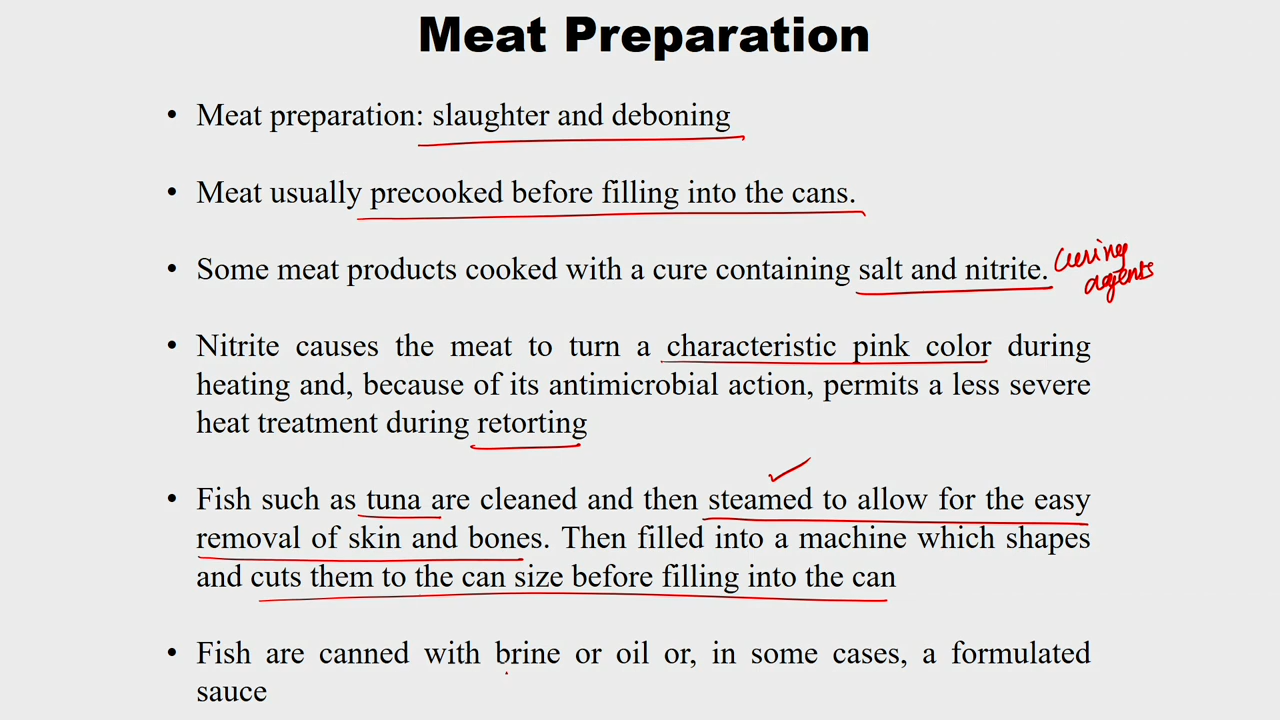 Meat Preparation
• Meat preparation: slaughter and deboning
• Meat usually precooked before filling into the cans.
• Some meat products cooked with a cure containing salt and nitrite. curing
agents
• Nitrite causes the meat to turn a characteristic pink color during
heating and, because of its antimicrobial action, permits a less severe
heat treatment during retorting
• Fish such as tuna are cleaned and then steamed to allow for the easy
removal of skin and bones. Then filled into a machine which shapes
and cuts them to the can size before filling into the can
• Fish are canned with brine or oil or, in some cases, a formulated
sauce